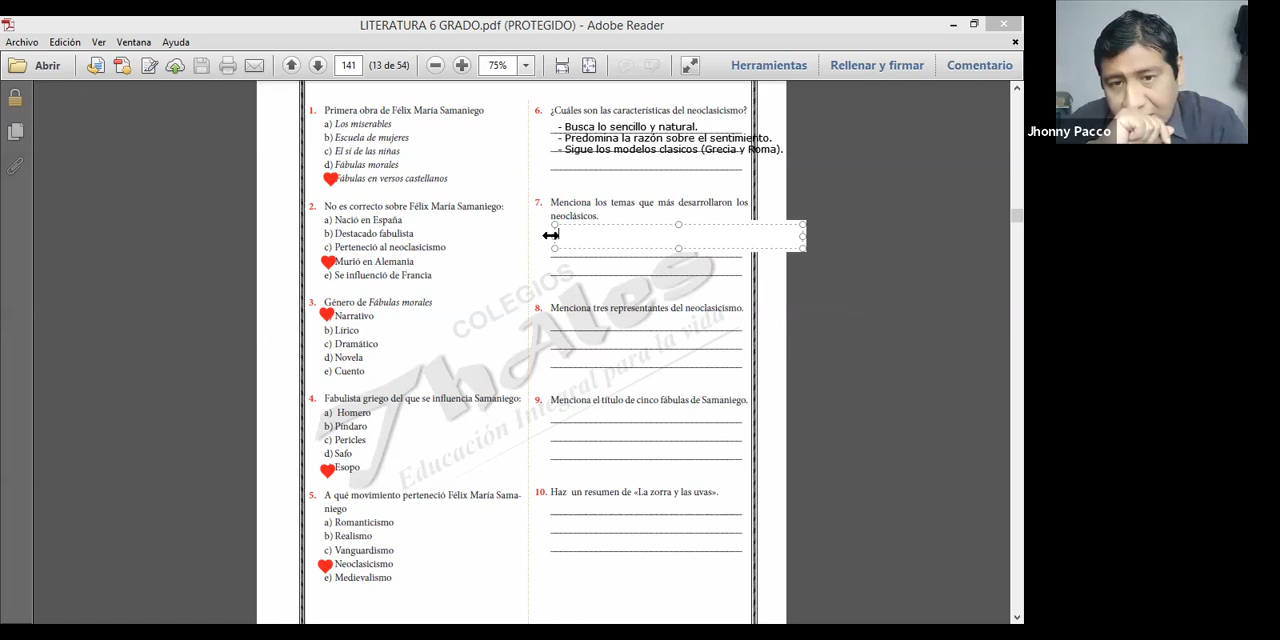 LITERATURA 6 GRADO.pdf (PROTEGIDO) - Adobe Reader
Archivo Edición Ver Ventana Ayuda
Abrir 141 (13 de 54) 75% Herramientas Rellenar y firmar Comentario
1. Primera obra de Félix María Samaniego
a) Los miserables
b) Escuela de mujeres
c) El sí de las niñas
d) Fábulas morales
Fábulas en versos castellanos
2. No es correcto sobre Félix María Samaniego:
a) Nació en España
b) Destacado fabulista
c) Perteneció al neoclasicismo
Murió en Alemania
e) Se influenció de Francia
3. Género de Fábulas morales
Narrativo
b) Lírico
c) Dramático
d) Novela
e) Cuento
4. Fabulista griego del que se influencia Samaniego:
a) Homero
b) Píndaro
c) Pericles
d) Safo
Esopo
5. A qué movimiento perteneció Félix María Sama-
niego
a) Romanticismo
b) Realismo
c) Vanguardismo
Neoclasicismo
e) Medievalismo
6. ¿Cuáles son las características del neoclasicismo?
- Busca lo sencillo y natural.
- Predomina la razón sobre el sentimiento.
- Sigue los modelos clasicos (Grecia y Roma).
7. Menciona los temas que más desarrollaron los
neoclásicos.
8. Menciona tres representantes del neoclasicismo.
9. Menciona el título de cinco fábulas de Samaniego.
10. Haz un resumen de «La zorra y las uvas».
COLEGIOS
Thales
Educación Integral para la vida
Jhonny Pacco